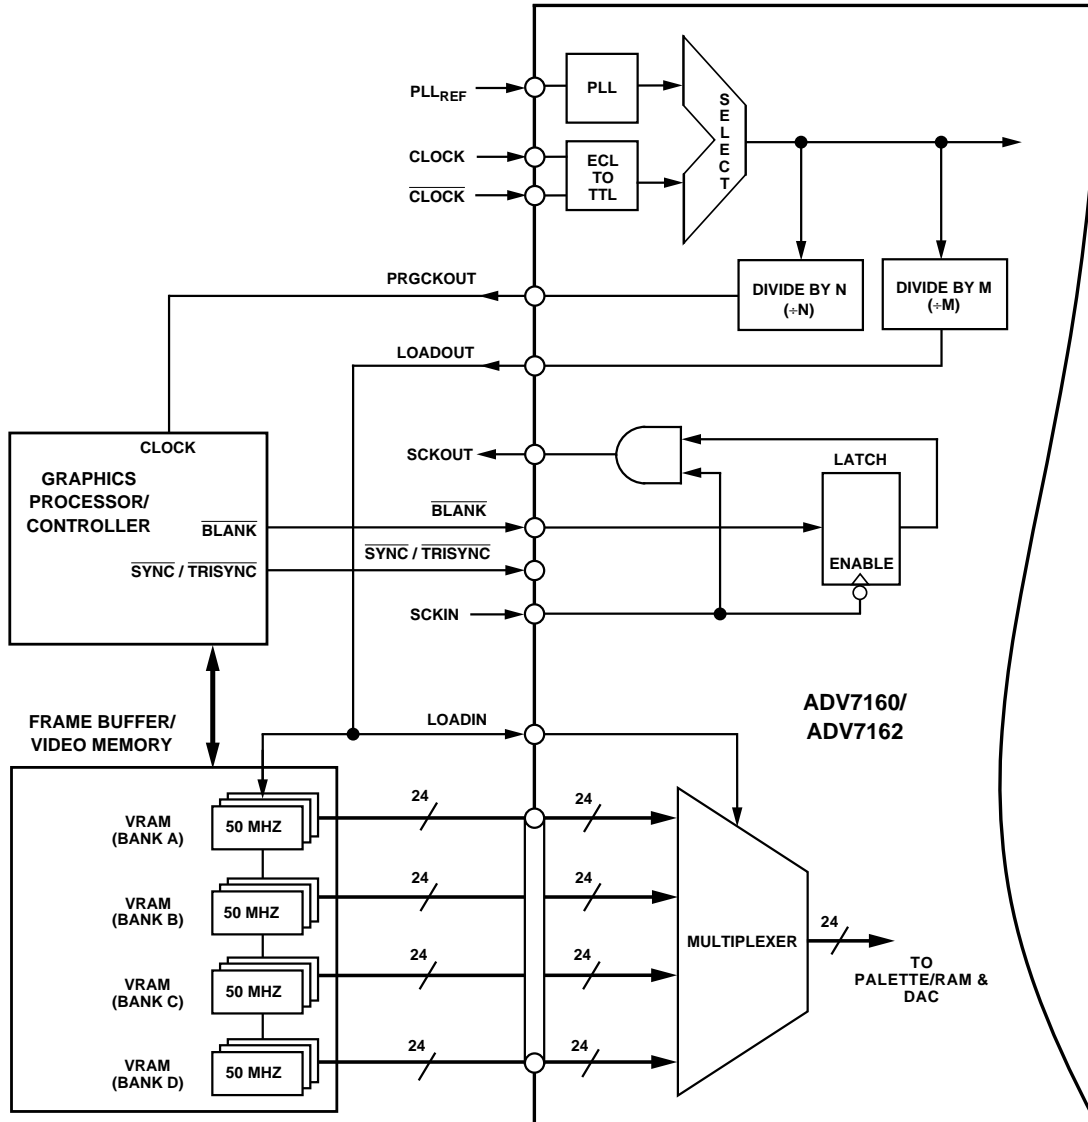 PLLREF
PLL
SELECT
CLOCK
CLOCK
ECL
TO
TTL
PRGCKOUT
DIVIDE BY N
(÷N)
DIVIDE BY M
(÷M)
LOADOUT
CLOCK
GRAPHICS
PROCESSOR/
CONTROLLER
BLANK
SYNC / TRISYNC
SCKOUT
BLANK
SYNC / TRISYNC
SCKIN
LATCH
ENABLE
ADV7160/
ADV7162
FRAME BUFFER/
VIDEO MEMORY
LOADIN
VRAM
(BANK A)
50 MHZ
24
24
VRAM
(BANK B)
50 MHZ
24
24
VRAM
(BANK C)
50 MHZ
24
24
VRAM
(BANK D)
50 MHZ
24
24
MULTIPLEXER
24
TO
PALETTE/RAM &
DAC